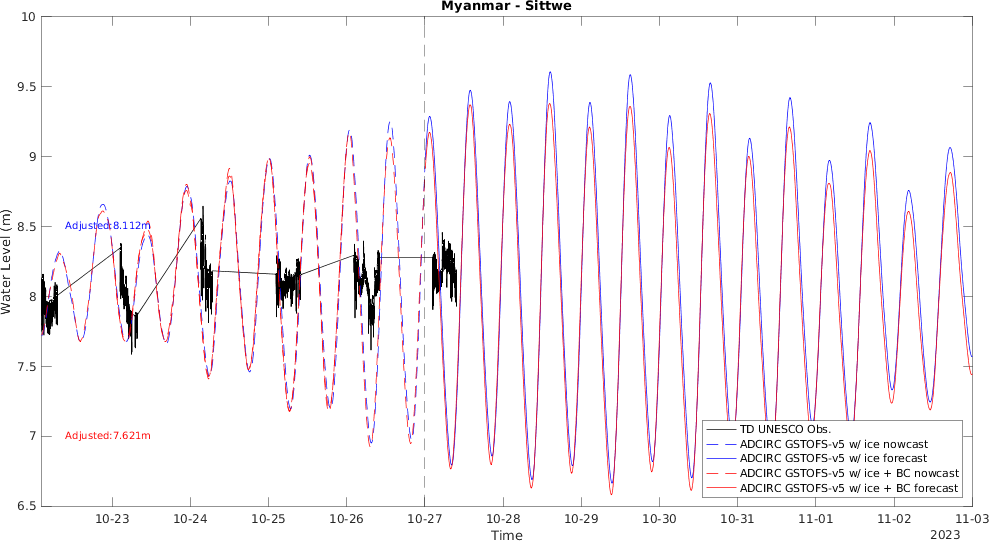 Myanmar - Sittwe
Water Level (m)
10
9.5
9
8.5
8
7.5
7
6.5
Adjusted:8.112m
Adjusted:7.621m
TD UNESCO Obs.
ADCIRC GSTOFS-v5 w/ ice nowcast
ADCIRC GSTOFS-v5 w/ ice forecast
ADCIRC GSTOFS-v5 w/ ice + BC nowcast
ADCIRC GSTOFS-v5 w/ ice + BC forecast
10-23 10-24 10-25 10-26 10-27 10-28 10-29 10-30 10-31 11-01 11-02 11-03
Time
2023